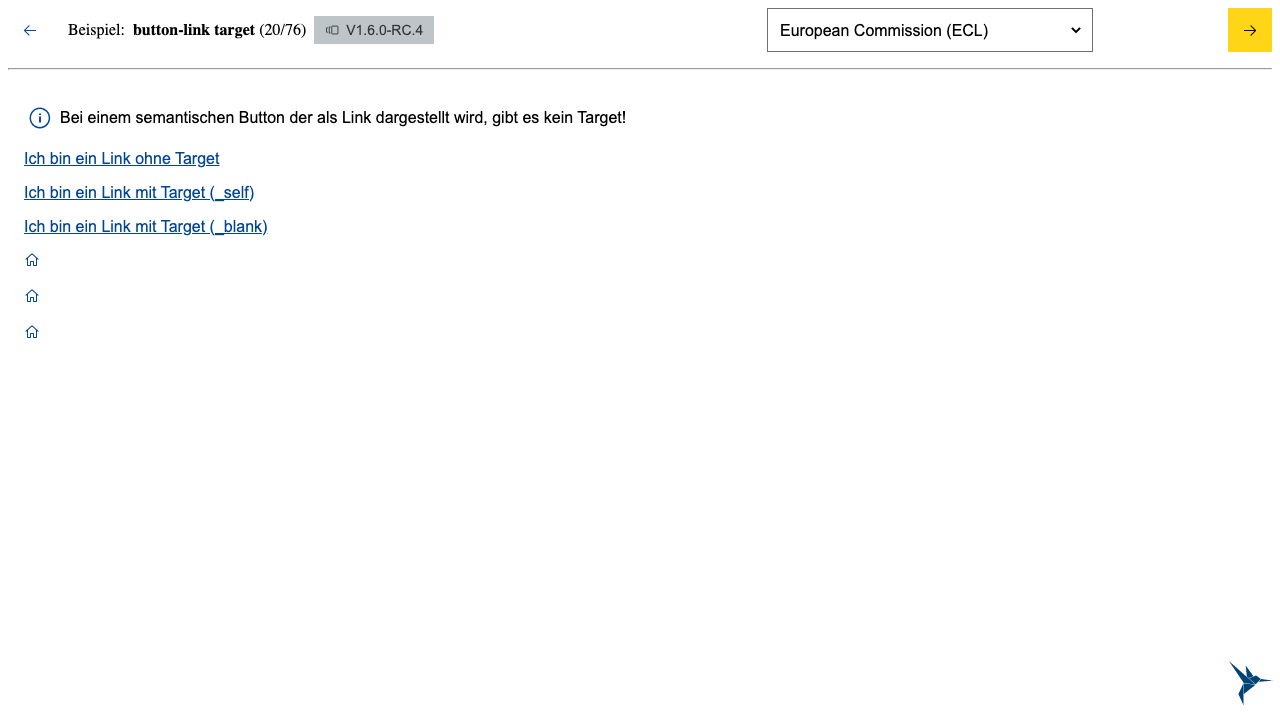 Beispiel: button-link target (20/76) V1.6.0-RC.4 European Commission (ECL)
Bei einem semantischen Button der als Link dargestellt wird, gibt es kein Target!
Ich bin ein Link ohne Target
Ich bin ein Link mit Target (_self)
Ich bin ein Link mit Target (_blank)